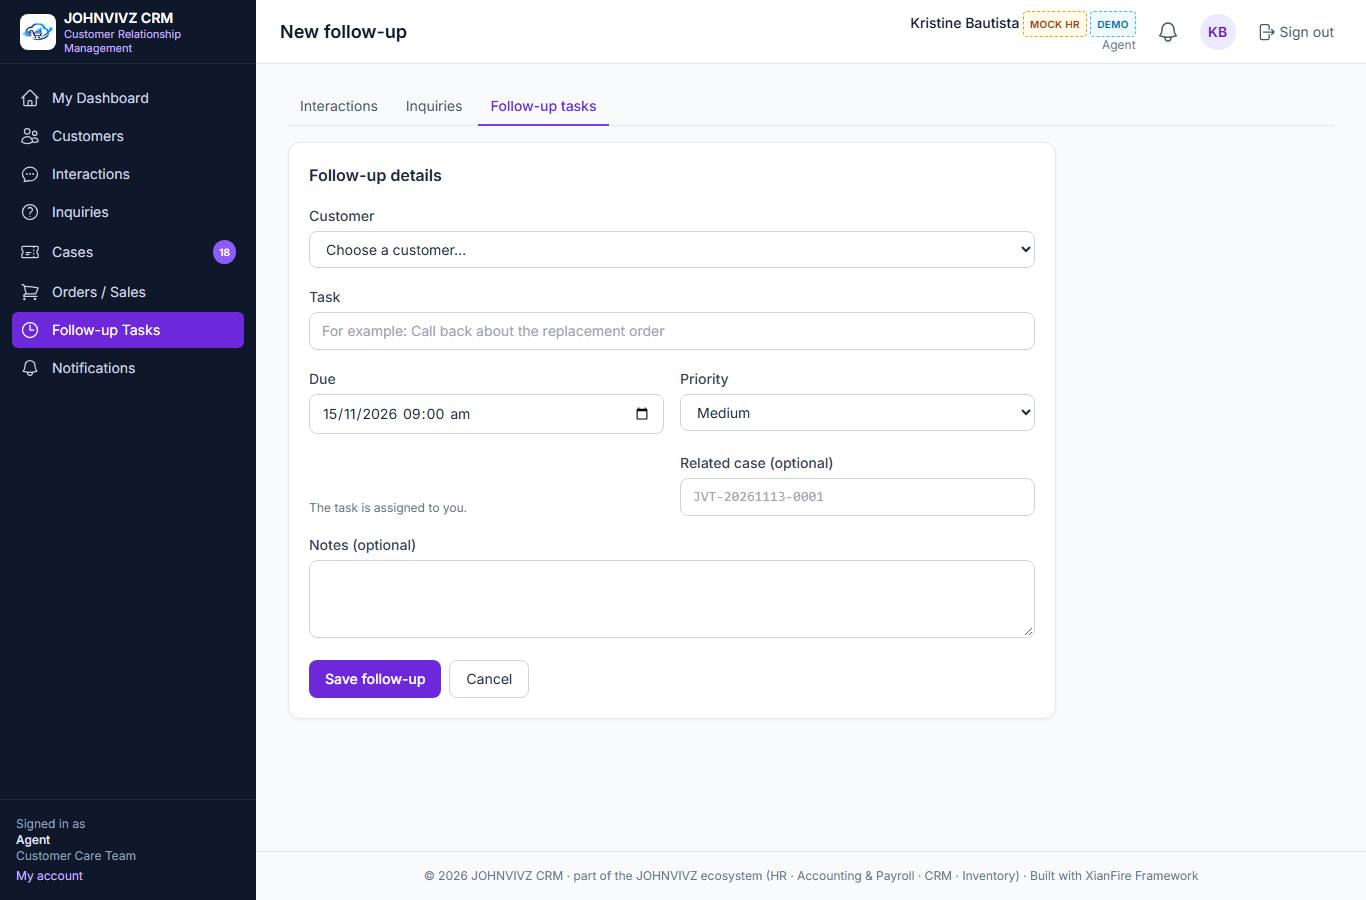 JOHNVIVZ CRM
Customer Relationship
Management
My Dashboard
Customers
Interactions
Inquiries
Cases
18
Orders / Sales
Follow-up Tasks
Notifications
Signed in as
Agent
Customer Care Team
My account
New follow-up
Kristine Bautista MOCK HR DEMO
Agent
KB
Sign out
Interactions
Inquiries
Follow-up tasks
Follow-up details
Customer
Choose a customer...
Task
For example: Call back about the replacement order
Due
15/11/2026 09:00 am
Priority
Medium
The task is assigned to you.
Related case (optional)
JVT-20261113-0001
Notes (optional)
Save follow-up
Cancel
© 2026 JOHNVIVZ CRM · part of the JOHNVIVZ ecosystem (HR · Accounting & Payroll · CRM · Inventory) · Built with XianFire Framework